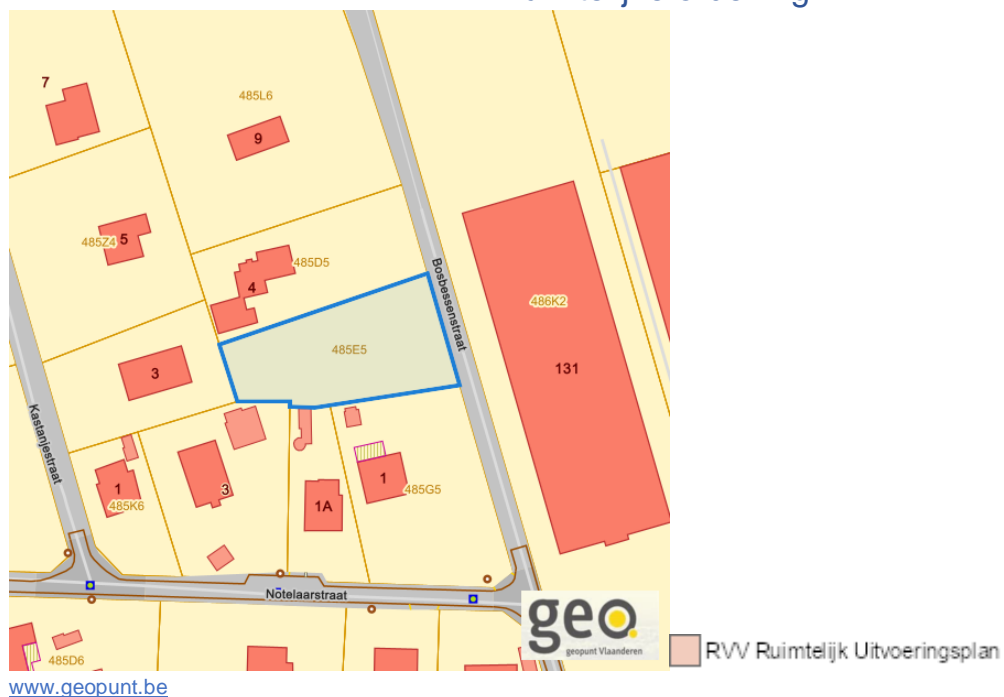 7
485L6
9
485Z4
5
485D5
4
Bosbessenstraat
486K2
485E5
131
3
Kastanjestraat
1
485K6
3
1A
1
485G5
Notelaarstraat
geo
geopunt Vlaanderen
RVV Ruimtelijk Uitvoeringsplan
485D6
www.geopunt.be